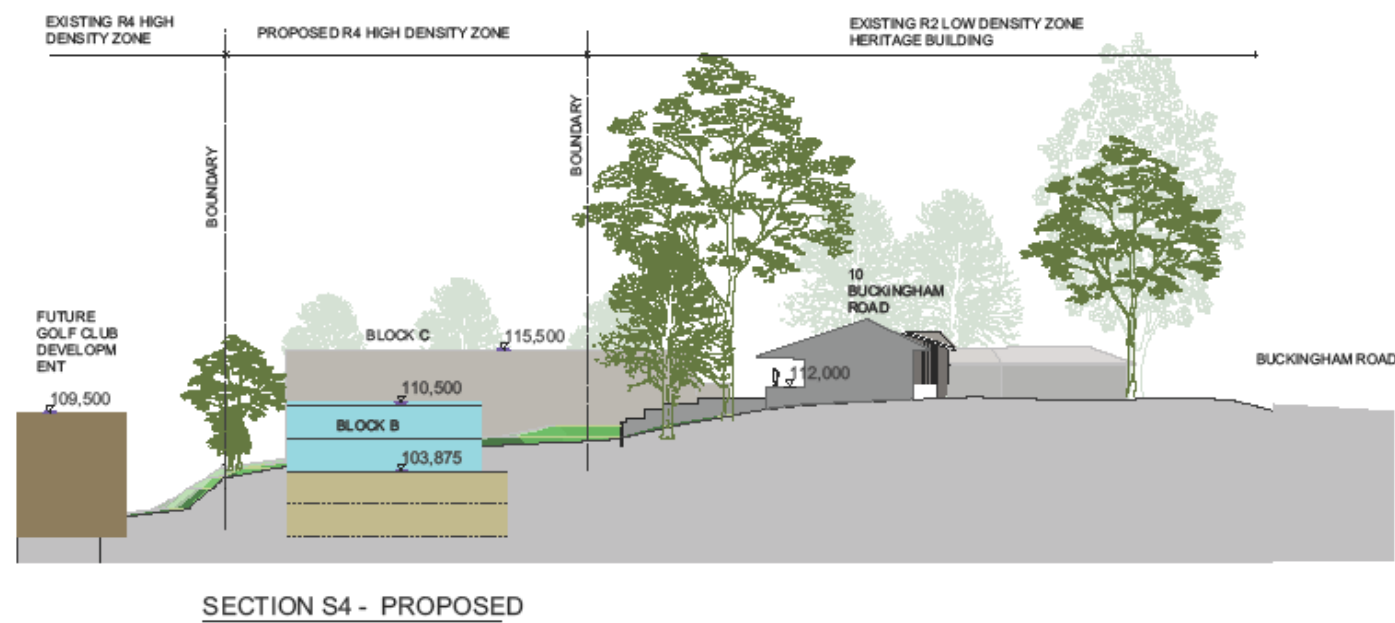 EXISTING R4 HIGH
DENSITY ZONE
PROPOSED R4 HIGH DENSITY ZONE
EXISTING R2 LOW DENSITY ZONE
HERITAGE BUILDING
BOUNDARY
BOUNDARY
10
BUCKINGHAM
ROAD
FUTURE
GOLF CLUB
DEVELOPM
ENT
109,500
BLOCK C
115,500
110,500
BLOCK B
103,875
112,000
BUCKINGHAM ROAD
SECTION S4 - PROPOSED